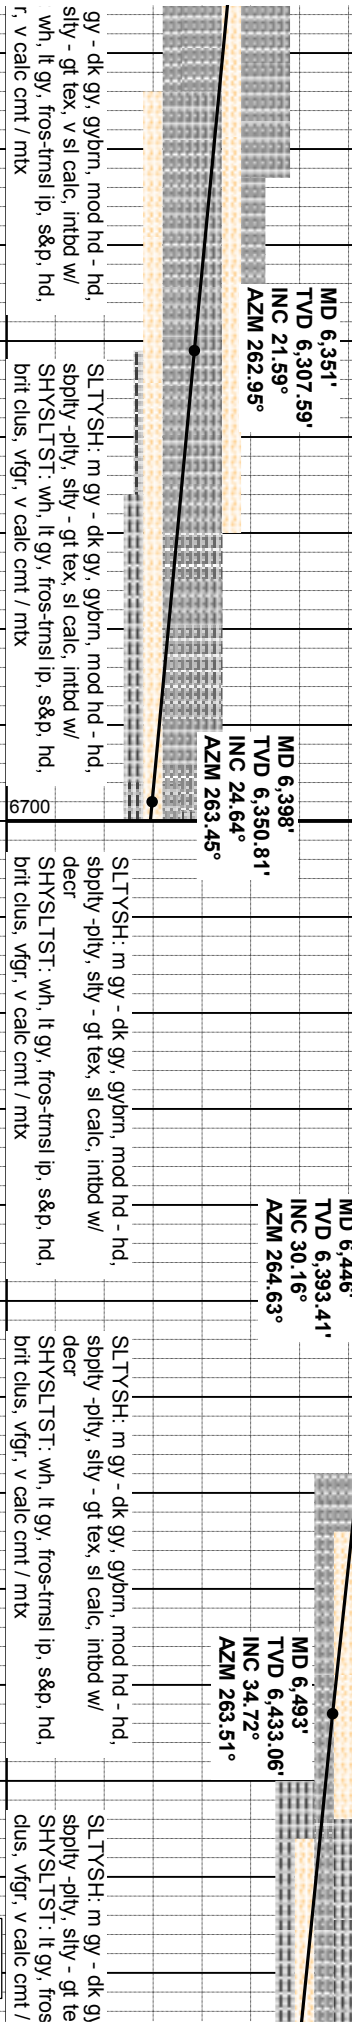 gy - dk gy, gybrn, mod hd - hd,
slty - gt tex, v sl calc, intbd w/
wh, lt gy, fros-trnsl ip, s&p, hd,
r, v calc cmt / mtx
MD 6,351'
TVD 6,307.59'
INC 21.59°
AZM 262.95°
SLTYSH: m gy - dk gy, gybrn, mod hd - hd,
sbplty -plty, slty - gt tex, sl calc, intbd w/
SHYSLTST: wh, lt gy, fros-trnsl ip, s&p, hd,
brit clus, vfgr, v calc cmt / mtx
MD 6,398'
TVD 6,350.81'
INC 24.64°
AZM 263.45°
6700
SLTYSH: m gy - dk gy, gybrn, mod hd - hd,
sbplty -plty, slty - gt tex, sl calc, intbd w/
decr
SHYSLTST: wh, lt gy, fros-trnsl ip, s&p, hd,
brit clus, vfgr, v calc cmt / mtx
MD 6,446'
TVD 6,393.41'
INC 30.16°
AZM 264.63°
SLTYSH: m gy - dk gy, gybrn, mod hd - hd,
sbplty -plty, slty - gt tex, sl calc, intbd w/
decr
SHYSLTST: wh, lt gy, fros-trnsl ip, s&p, hd,
brit clus, vfgr, v calc cmt / mtx
MD 6,493'
TVD 6,433.06'
INC 34.72°
AZM 263.51°
SLTYSH: m gy - dk gy
sbplty -plty, slty - gt te
SHYSLTST: lt gy, fros
clus, vfgr, v calc cmt /